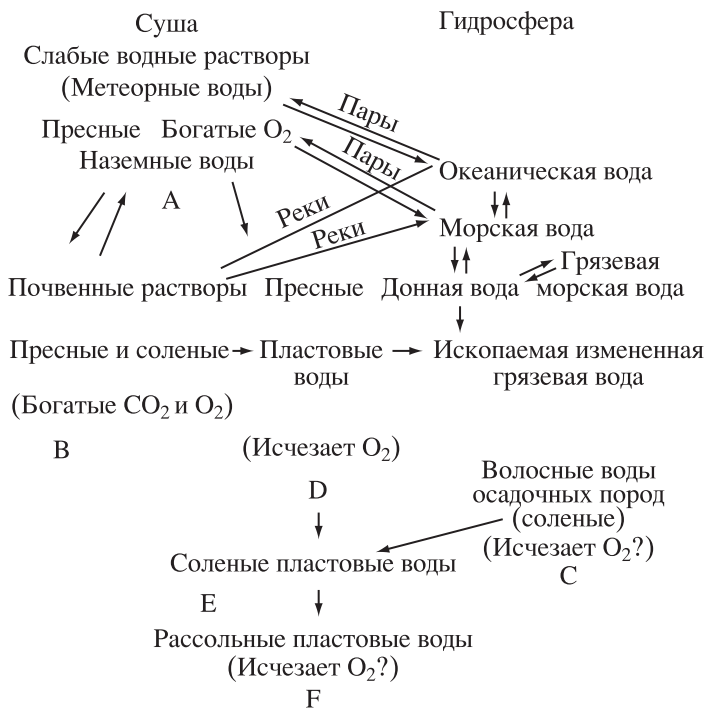 Суша
Гидросфера
Слабые водные растворы
(Метеорные воды)
Пары
Пресные Богатые O₂
Наземные воды
Пары
Океаническая вода
A
Реки
Реки
Морская вода
Грязевая
морская вода
Почвенные растворы
Пресные
Донная вода
Пресные и соленые
Пластовые
воды
Ископаемая измененная
грязевая вода
(Богатые CO₂ и O₂)
B
(Исчезает O₂)
D
Волосные воды
осадочных пород
(соленые)
(Исчезает O₂?)
C
Соленые пластовые воды
E
Рассольные пластовые воды
(Исчезает O₂?)
F